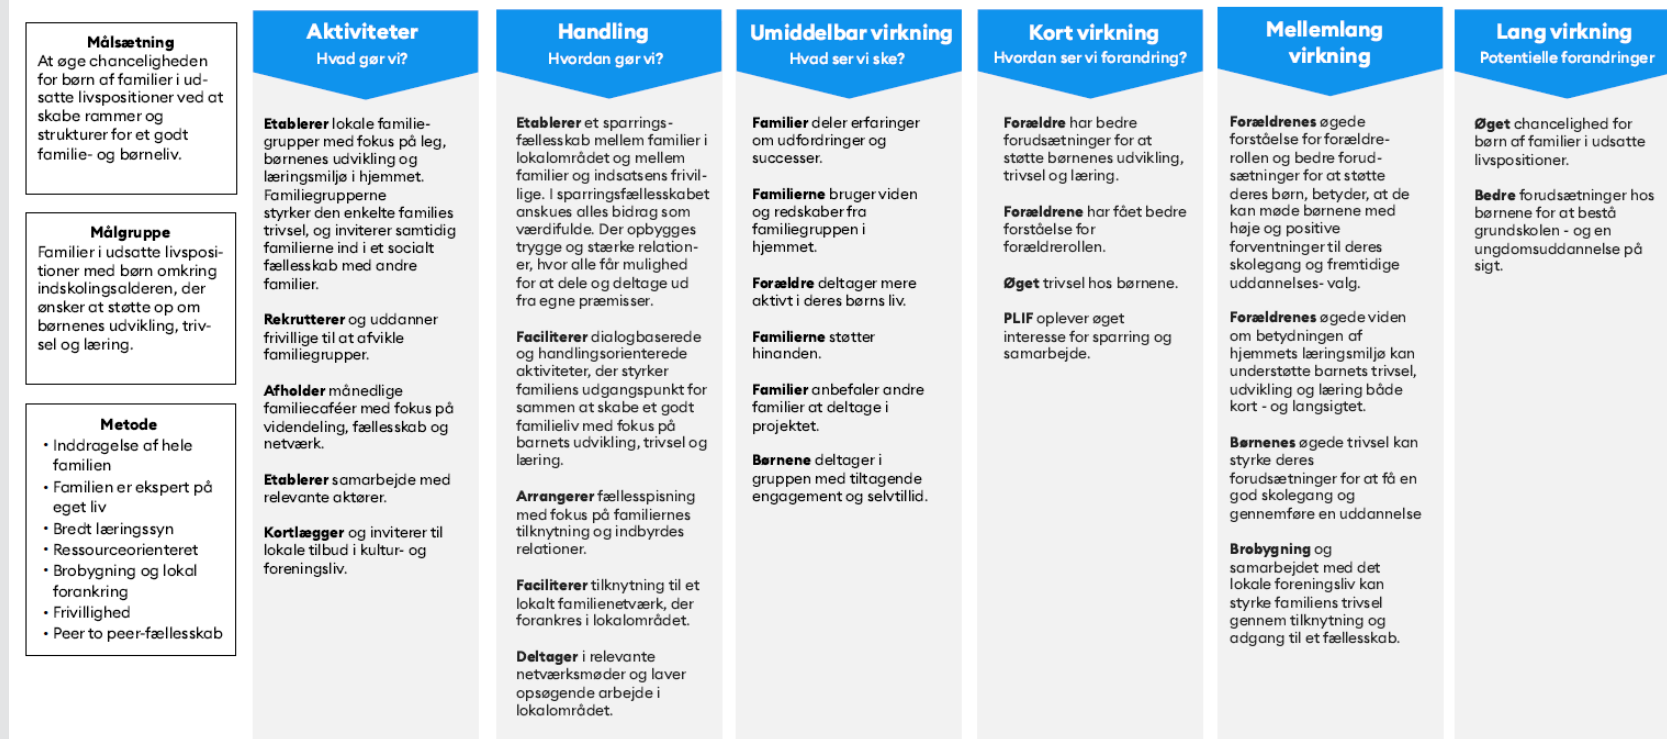 Målsætning
At øge chanceligheden
for børn af familier i ud-
satte livspositioner ved at
skabe rammer og
strukturer for et godt
familie- og børneliv.
Målgruppe
Familier i udsatte livsposi-
tioner med børn omkring
indskolingsalderen, der
ønsker at støtte op om
børnenes udvikling, triv-
sel og læring.
Metode
• Inddragelse af hele
familien
• Familien er ekspert på
eget liv
• Bredt læringssyn
• Ressourceorienteret
• Brobygning og lokal
forankring
• Frivillighed
• Peer to peer-fællesskab
Aktiviteter
Hvad gør vi?
Etablerer lokale familie-
grupper med fokus på leg,
børnenes udvikling og
læringsmiljø i hjemmet.
Familiegrupperne
styrker den enkelte families
trivsel, og inviterer samtidig
familierne ind i et socialt
fællesskab med andre
familier.
Rekrutterer og uddanner
frivillige til at afvikle
familiegrupper.
Afholder månedlige
familiecaféer med fokus på
videndeling, fællesskab og
netværk.
Etablerer samarbejde med
relevante aktører.
Kortlægger og inviterer til
lokale tilbud i kultur- og
foreningsliv.
Handling
Hvordan gør vi?
Etablerer et sparrings-
fællesskab mellem familier i
lokalområdet og mellem
familier og indsatsens frivil-
lige. I sparringsfællesskabet
anskues alles bidrag som
værdifulde. Der opbygges
trygge og stærke relation-
er, hvor alle får mulighed
for at dele og deltage ud
fra egne præmisser.
Faciliterer dialogbaserede
og handlingsorienterede
aktiviteter, der styrker
familiens udgangspunkt for
sammen at skabe et godt
familieliv med fokus på
barnets udvikling, trivsel og
læring.
Arrangerer fællesspisning
med fokus på familiernes
tilknytning og indbyrdes
relationer.
Faciliterer tilknytning til et
lokalt familienetværk, der
forankres i lokalområdet.
Deltager i relevante
netværksmøder og laver
opsøgende arbejde i
lokalområdet.
Umiddelbar virkning
Hvad ser vi ske?
Familier deler erfaringer
om udfordringer og
successer.
Familierne bruger viden
og redskaber fra
familiegruppen i
hjemmet.
Forældre deltager mere
aktivt i deres børns liv.
Familierne støtter
hinanden.
Familier anbefaler andre
familier at deltage i
projektet.
Børnene deltager i
gruppen med tiltagende
engagement og selvtillid.
Kort virkning
Hvordan ser vi forandring?
Forældre har bedre
forudsætninger for at
støtte børnenes udvikling,
trivsel og læring.
Forældrene har fået bedre
forståelse for
forældrerollen.
Øget trivsel hos børnene.
PLIF oplever øget
interesse for sparring og
samarbejde.
Mellemlang
virkning
Forældrenes øgede
forståelse for forældre-
rollen og bedre forud-
sætninger for at støtte
deres børn, betyder, at de
kan møde børnene med
høje og positive
forventninger til deres
skolegang og fremtidige
uddannelses- valg.
Forældrenes øgede viden
om betydningen af
hjemmets læringsmiljø kan
understøtte barnets trivsel,
udvikling og læring både
kort - og langsigtet.
Børnenes øgede trivsel kan
styrke deres
forudsætninger for at få en
god skolegang og
gennemføre en uddannelse
Brobygning og
samarbejdet med det
lokale foreningsliv kan
styrke familiens trivsel
gennem tilknytning og
adgang til et fællesskab.
Lang virkning
Potentielle forandringer
Øget chancelighed for
børn af familier i udsatte
livspositioner.
Bedre forudsætninger hos
børnene for at bestå
grundskolen - og en
ungdomsuddannelse på
sigt.